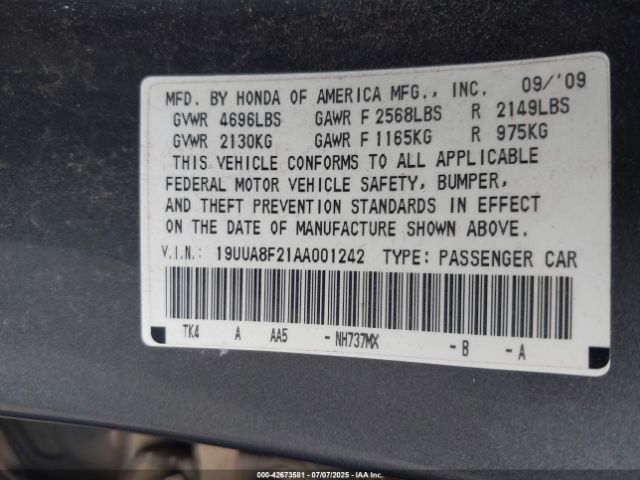 MFD. BY HONDA OF AMERICA MFG., INC. 09/'09
GVWR 4696LBS GAWR F 2568LBS R 2149LBS
GVWR 2130KG GAWR F 1165KG R 975KG
THIS VEHICLE CONFORMS TO ALL APPLICABLE
FEDERAL MOTOR VEHICLE SAFETY, BUMPER,
AND THEFT PREVENTION STANDARDS IN EFFECT
ON THE DATE OF MANUFACTURE SHOWN ABOVE.
V.I.N.: 19UUA8F21AA001242 TYPE: PASSENGER CAR
TK4 A AA5 - NH737MX - B - A
000-42673581 - 07/07/2025 - IAAI.COM